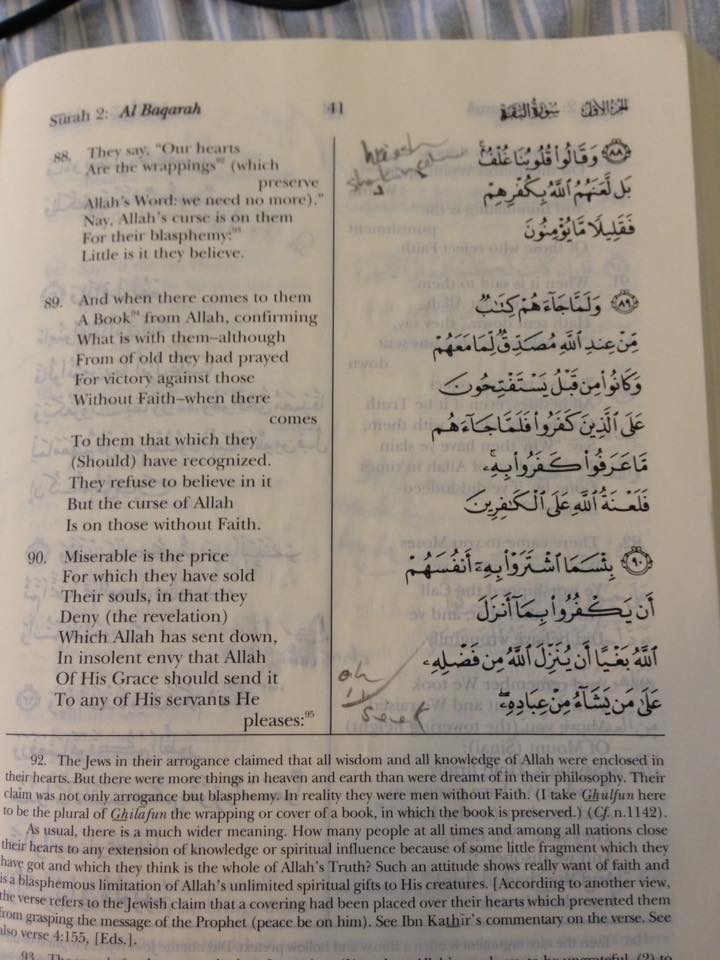 Sūrah 2: Al Baqarah 41 الجزء الأول سورة البقرة
88. They say, "Our hearts
Are the wrappings⁹² (which
preserve
Allah's Word: we need no more)."
Nay, Allah's curse is on them
For their blasphemy:⁹³
Little is it they believe.
89. And when there comes to them
A Book⁹⁴ from Allah, confirming
What is with them—although
From of old they had prayed
For victory against those
Without Faith—when there
comes
To them that which they
(Should) have recognized.
They refuse to believe in it
But the curse of Allah
Is on those without Faith.
90. Miserable is the price
For which they have sold
Their souls, in that they
Deny (the revelation)
Which Allah has sent down,
In insolent envy that Allah
Of His Grace should send it
To any of His servants He
pleases:⁹⁵
٨٨ وَقَالُوا۟ قُلُوبُنَا غُلْفٌۢ
بَل لَّعَنَهُمُ ٱللَّهُ بِكُفْرِهِمْ
فَقَلِيلًا مَّا يُؤْمِنُونَ
٨٩ وَلَمَّا جَآءَهُمْ كِتَٰبٌ
مِّنْ عِندِ ٱللَّهِ مُصَدِّقٌ لِّمَا مَعَهُمْ
وَكَانُوا۟ مِن قَبْلُ يَسْتَفْتِحُونَ
عَلَى ٱلَّذِينَ كَفَرُوا۟ فَلَمَّا جَآءَهُم
مَّا عَرَفُوا۟ كَفَرُوا۟ بِهِۦ
فَلَعْنَةُ ٱللَّهِ عَلَى ٱلْكَٰفِرِينَ
٩٠ بِئْسَمَا ٱشْتَرَوْا۟ بِهِۦٓ أَنفُسَهُمْ
أَن يَكْفُرُوا۟ بِمَآ أَنزَلَ
ٱللَّهُ بَغْيًا أَن يُنَزِّلَ ٱللَّهُ مِن فَضْلِهِۦ
عَلَىٰ مَن يَشَآءُ مِنْ عِبَادِهِۦ
92. The Jews in their arrogance claimed that all wisdom and all knowledge of Allah were enclosed in
their hearts. But there were more things in heaven and earth than were dreamt of in their philosophy. Their
claim was not only arrogance but blasphemy. In reality they were men without Faith. (I take Ghulfun here
to be the plural of Ghilafun the wrapping or cover of a book, in which the book is preserved.) (Cf. n.1142).
As usual, there is a much wider meaning. How many people at all times and among all nations close
their hearts to any extension of knowledge or spiritual influence because of some little fragment which they
have got and which they think is the whole of Allah's Truth? Such an attitude shows really want of faith and
is a blasphemous limitation of Allah's unlimited spiritual gifts to His creatures. [According to another view,
the verse refers to the Jewish claim that a covering had been placed over their hearts which prevented them
from grasping the message of the Prophet (peace be on him). See Ibn Kathīr's commentary on the verse. See
also verse 4:155, [Eds.].